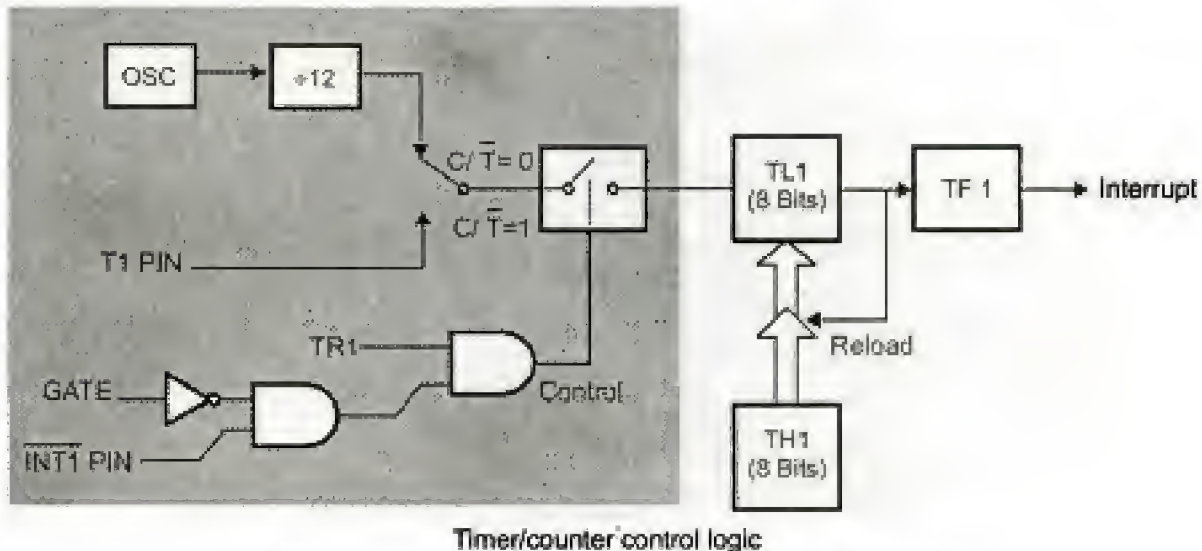 OSC
÷12
C/T̅= 0
C/T̅=1
T1 PIN
TL1
(8 Bits)
TF 1
Interrupt
TR1
Reload
GATE
Control
I̅N̅T̅1̅ PIN
TH1
(8 Bits)
Timer/counter control logic